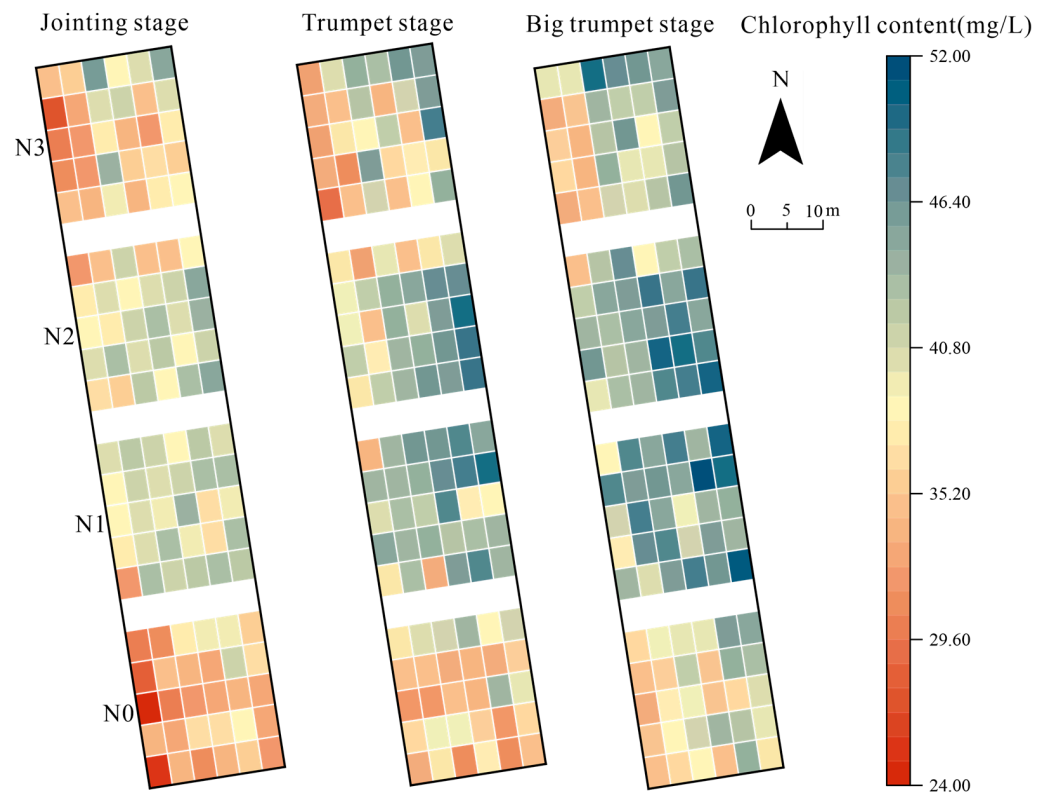 Jointing stage
Trumpet stage
Big trumpet stage
Chlorophyll content(mg/L)
N
0 5 10 m
N3
N2
N1
N0
52.00
46.40
40.80
35.20
29.60
24.00